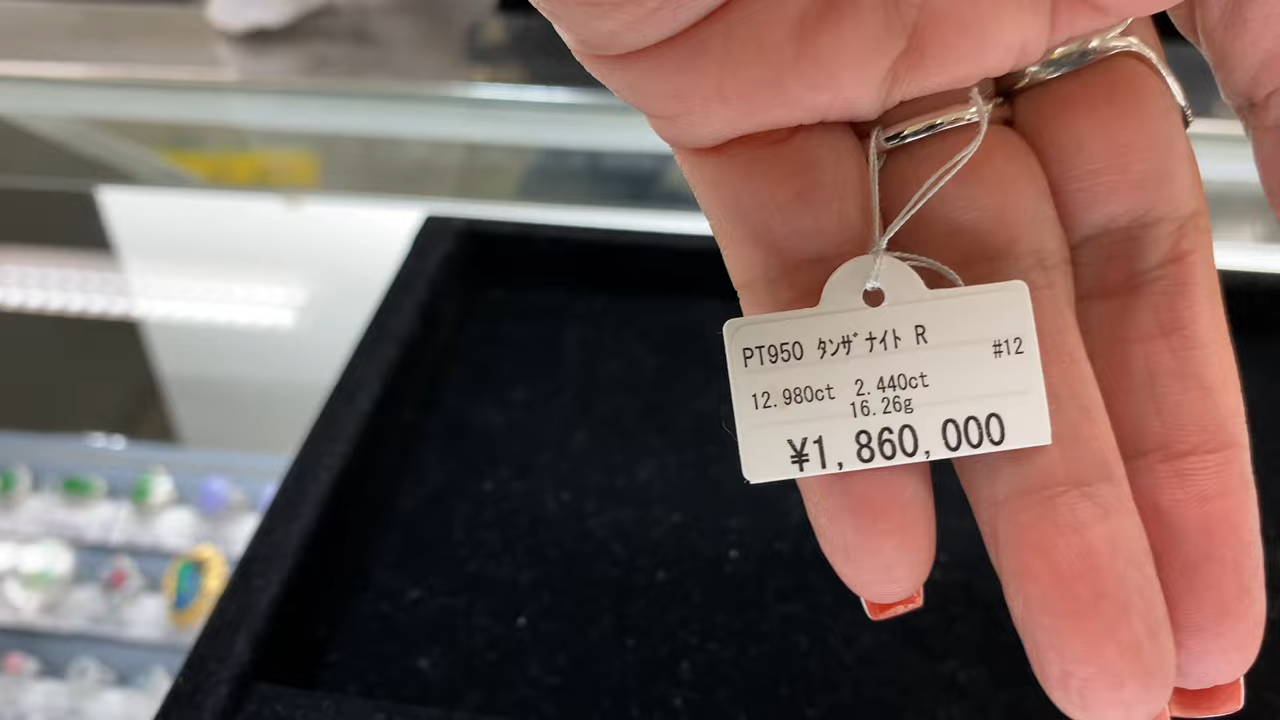 PT950 ﾀﾝｻﾞﾅｲﾄ R
#12
12.980ct 2.440ct
16.26g
¥1,860,000